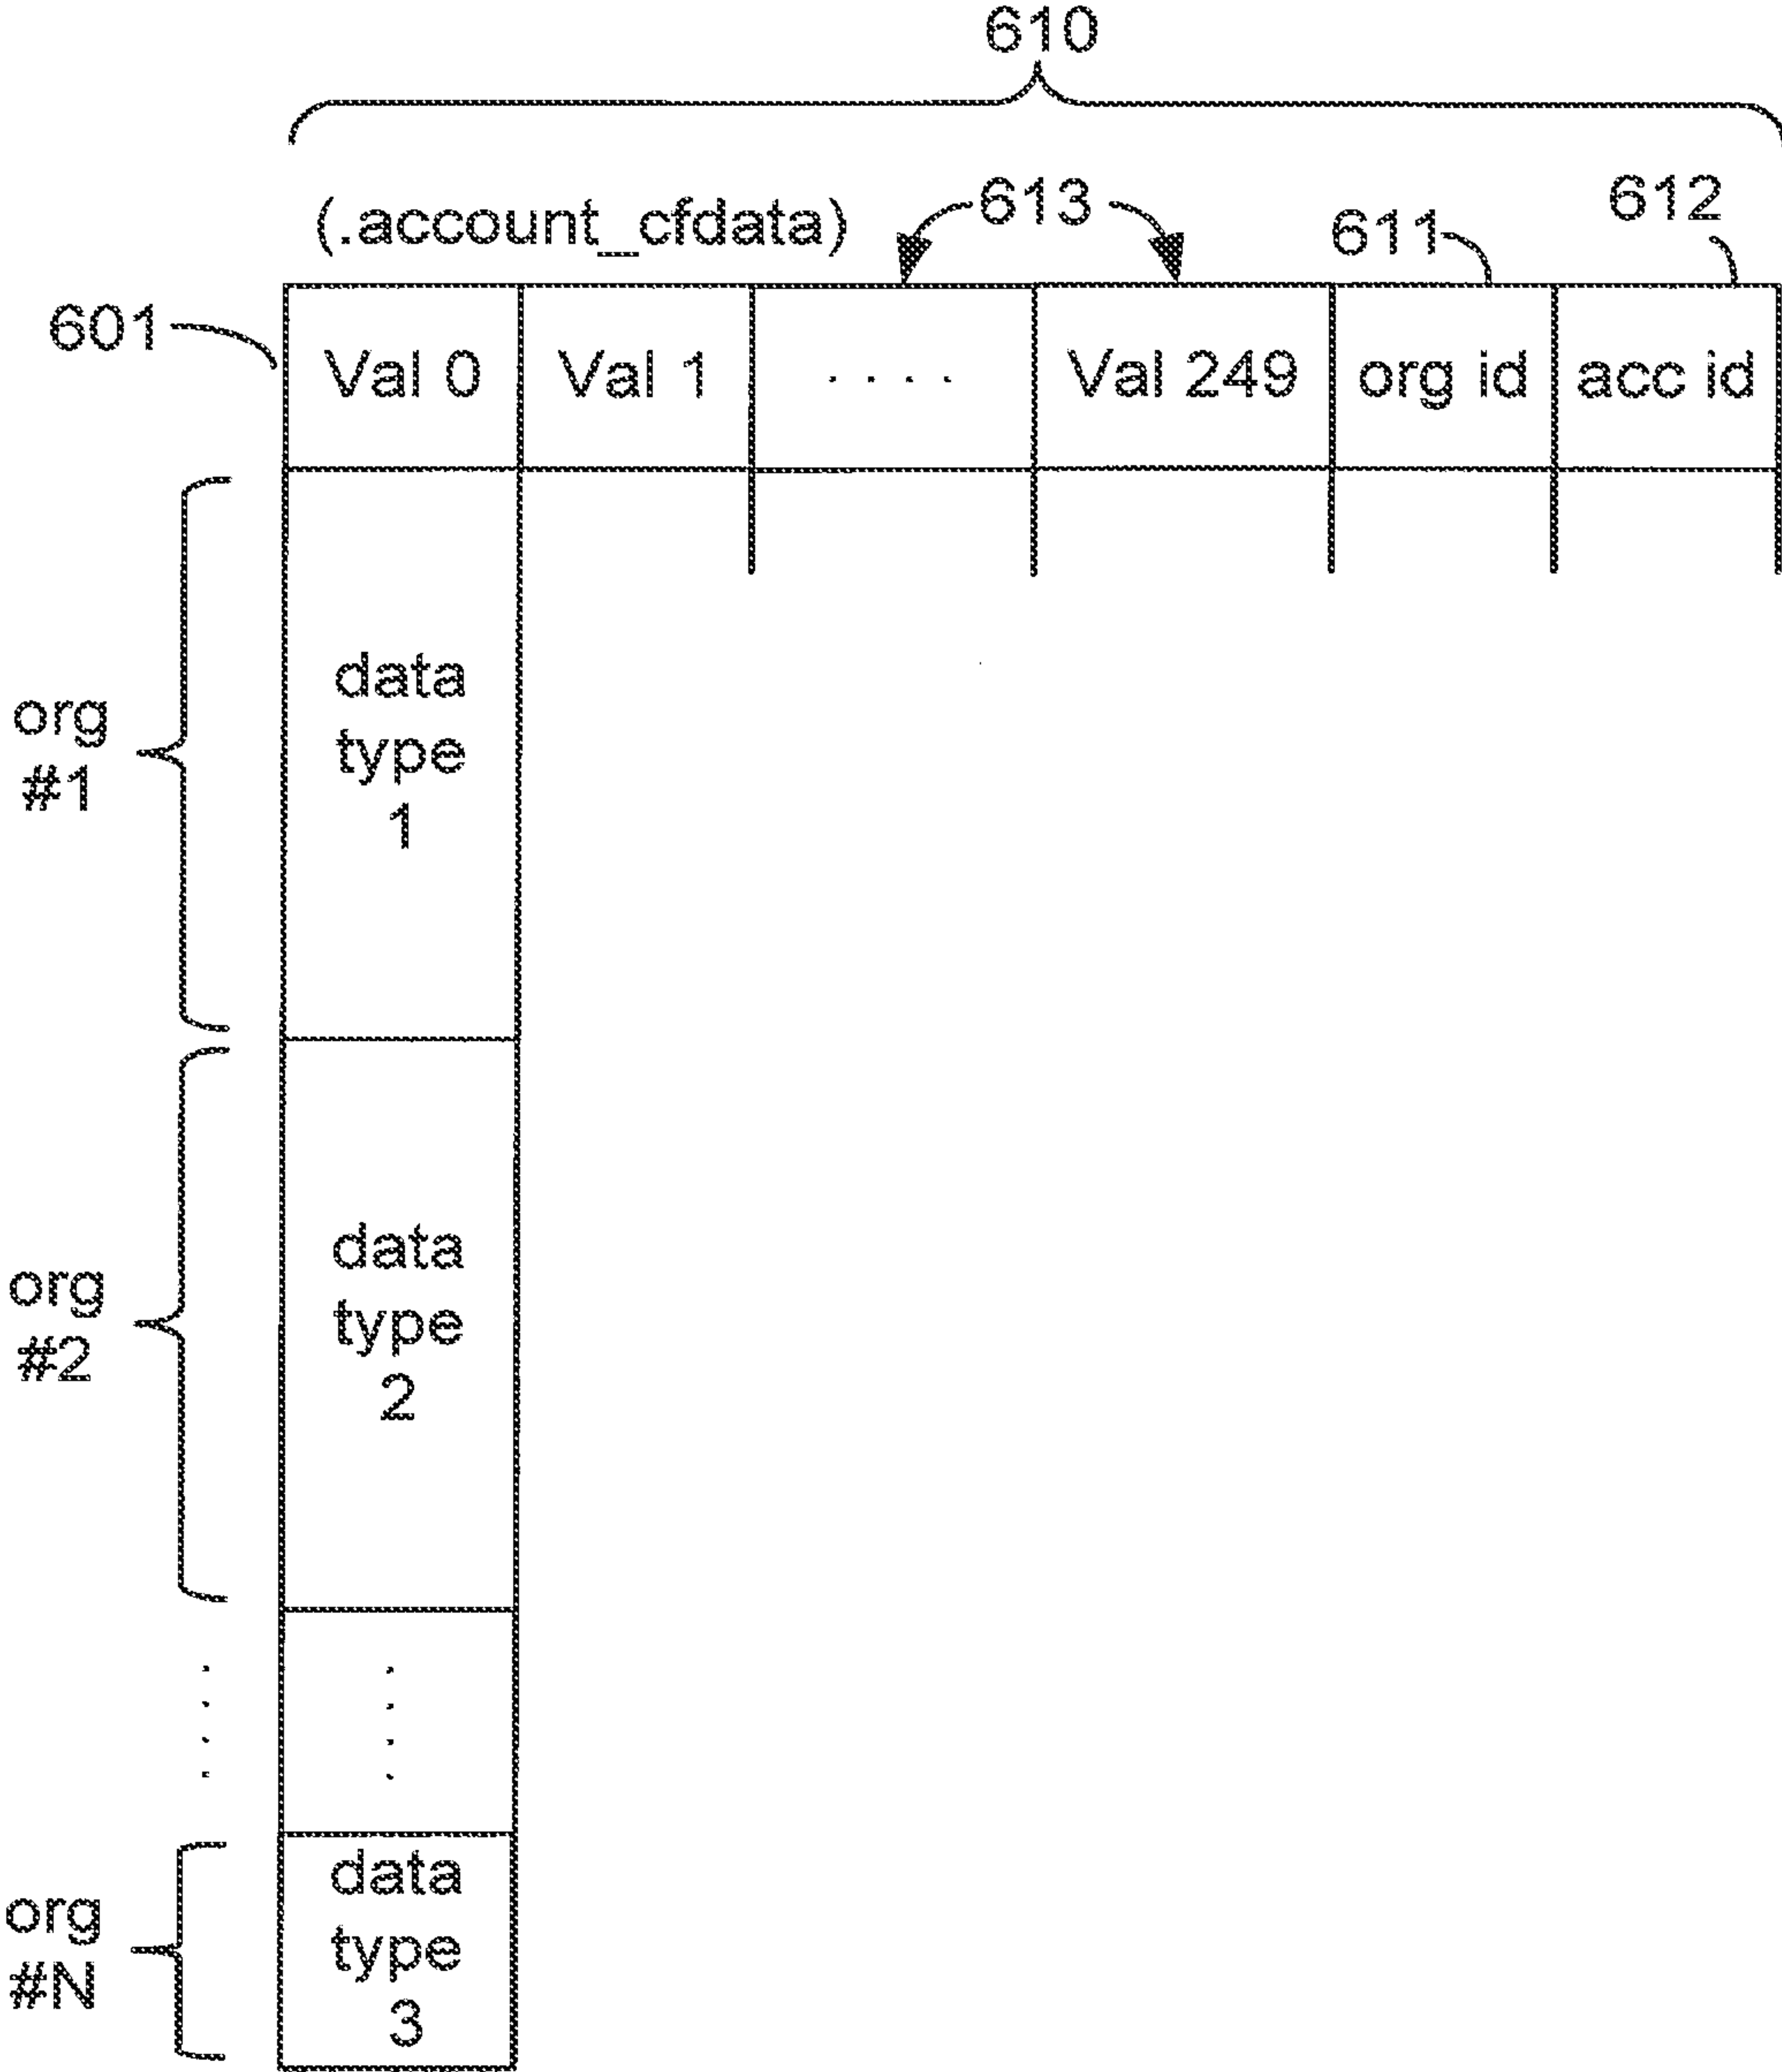 610
(.account_cfdata) 613 611 612
601 Val 0 Val 1 . . . . Val 249 org id acc id
org
#1
data
type
1
org
#2
data
type
2
. . . .
. . . .
org
#N
data
type
3